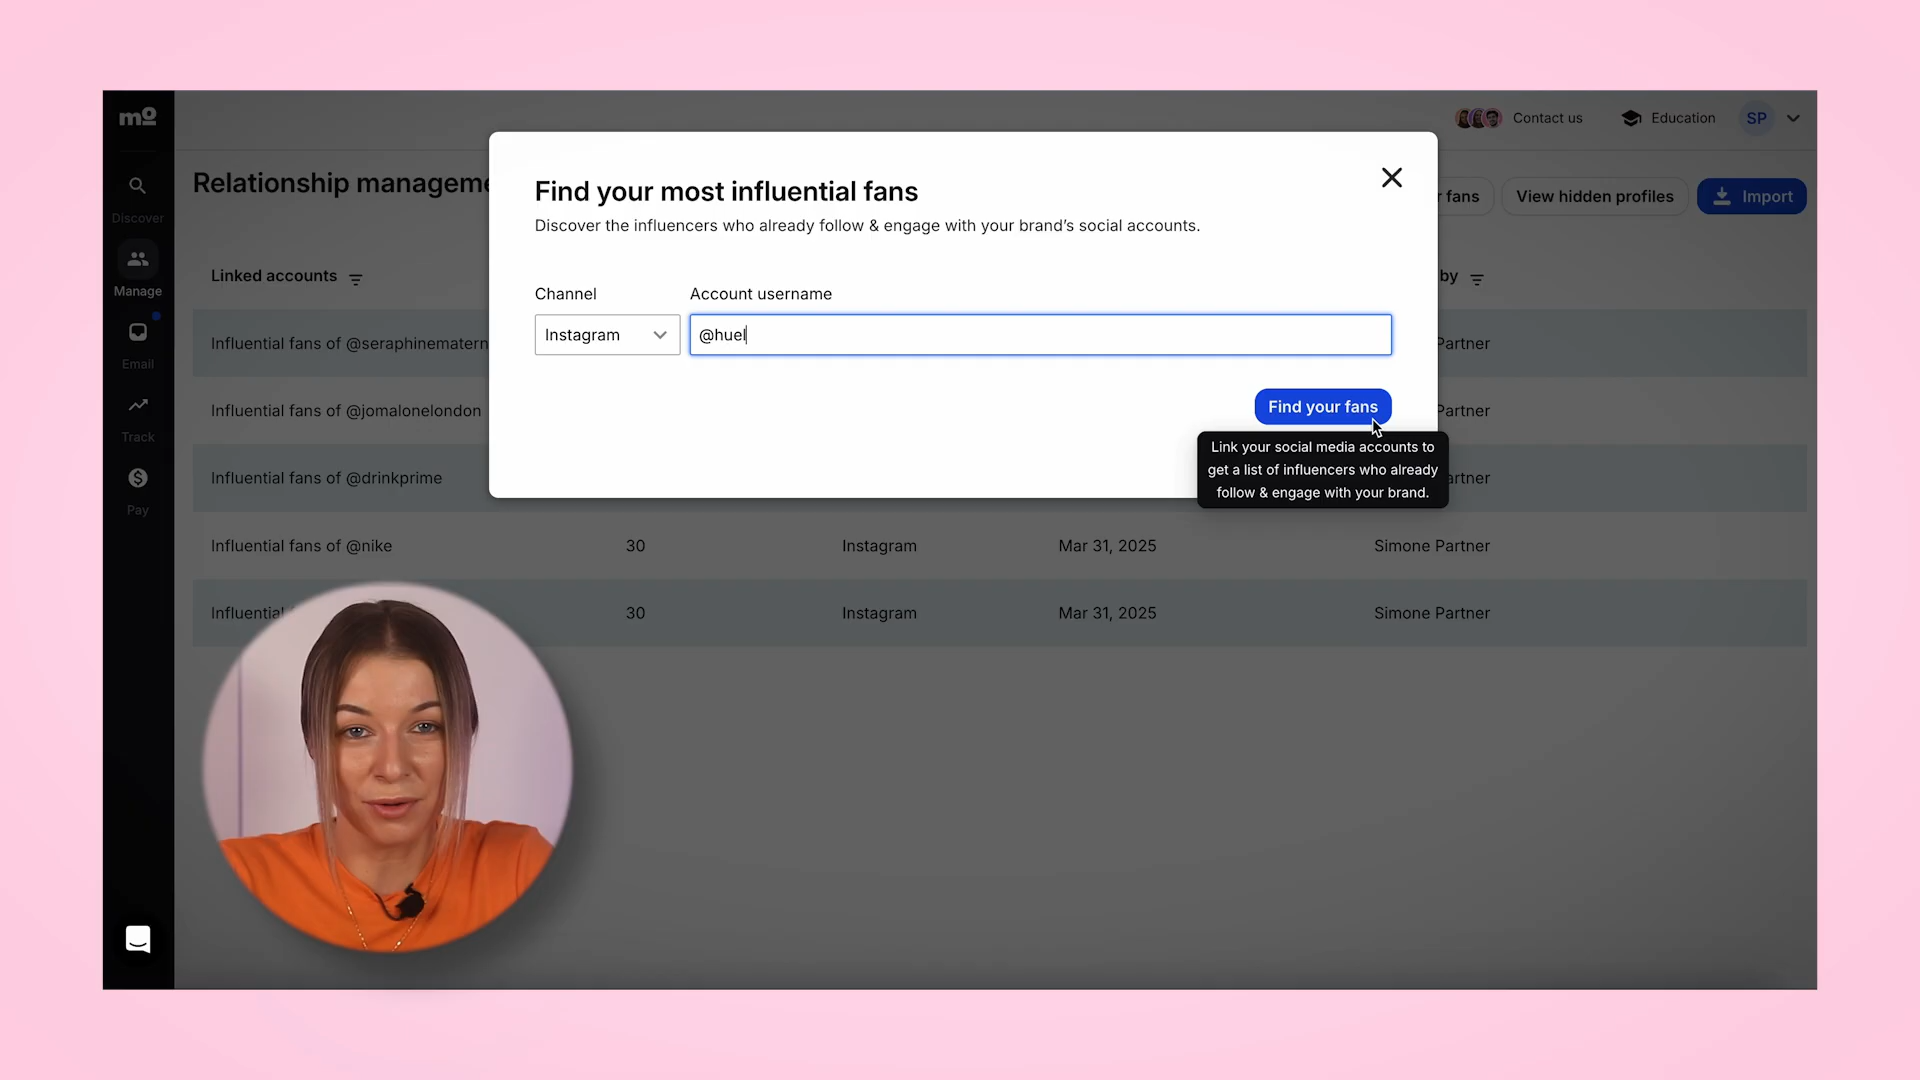 mo
Contact us
Education
SP
Relationship manageme
r fans
View hidden profiles
Import
Discover
Manage
Email
Track
Pay
Find your most influential fans
Discover the influencers who already follow & engage with your brand's social accounts.
Channel
Account username
Instagram
@huel
Find your fans
Link your social media accounts to
get a list of influencers who already
follow & engage with your brand.
Linked accounts
by
Influential fans of @seraphinematern
Partner
Influential fans of @jomalonelondon
Partner
Influential fans of @drinkprime
artner
Influential fans of @nike
30
Instagram
Mar 31, 2025
Simone Partner
Influential
30
Instagram
Mar 31, 2025
Simone Partner